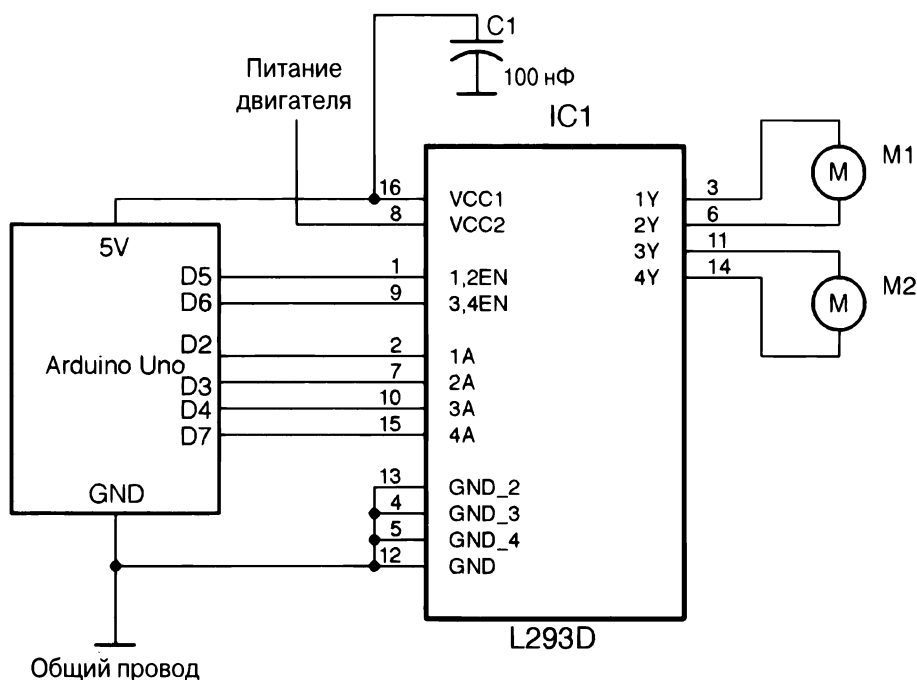 C1
100 нФ
Питание
двигателя
IC1
16 VCC1
8 VCC2
1 1,2EN
9 3,4EN
2 1A
7 2A
10 3A
15 4A
13 GND_2
4 GND_3
5 GND_4
12 GND
1Y 3
2Y 6
3Y 11
4Y 14
M M1
M M2
5V
D5
D6
D2
Arduino Uno
D3
D4
D7
GND
L293D
Общий провод